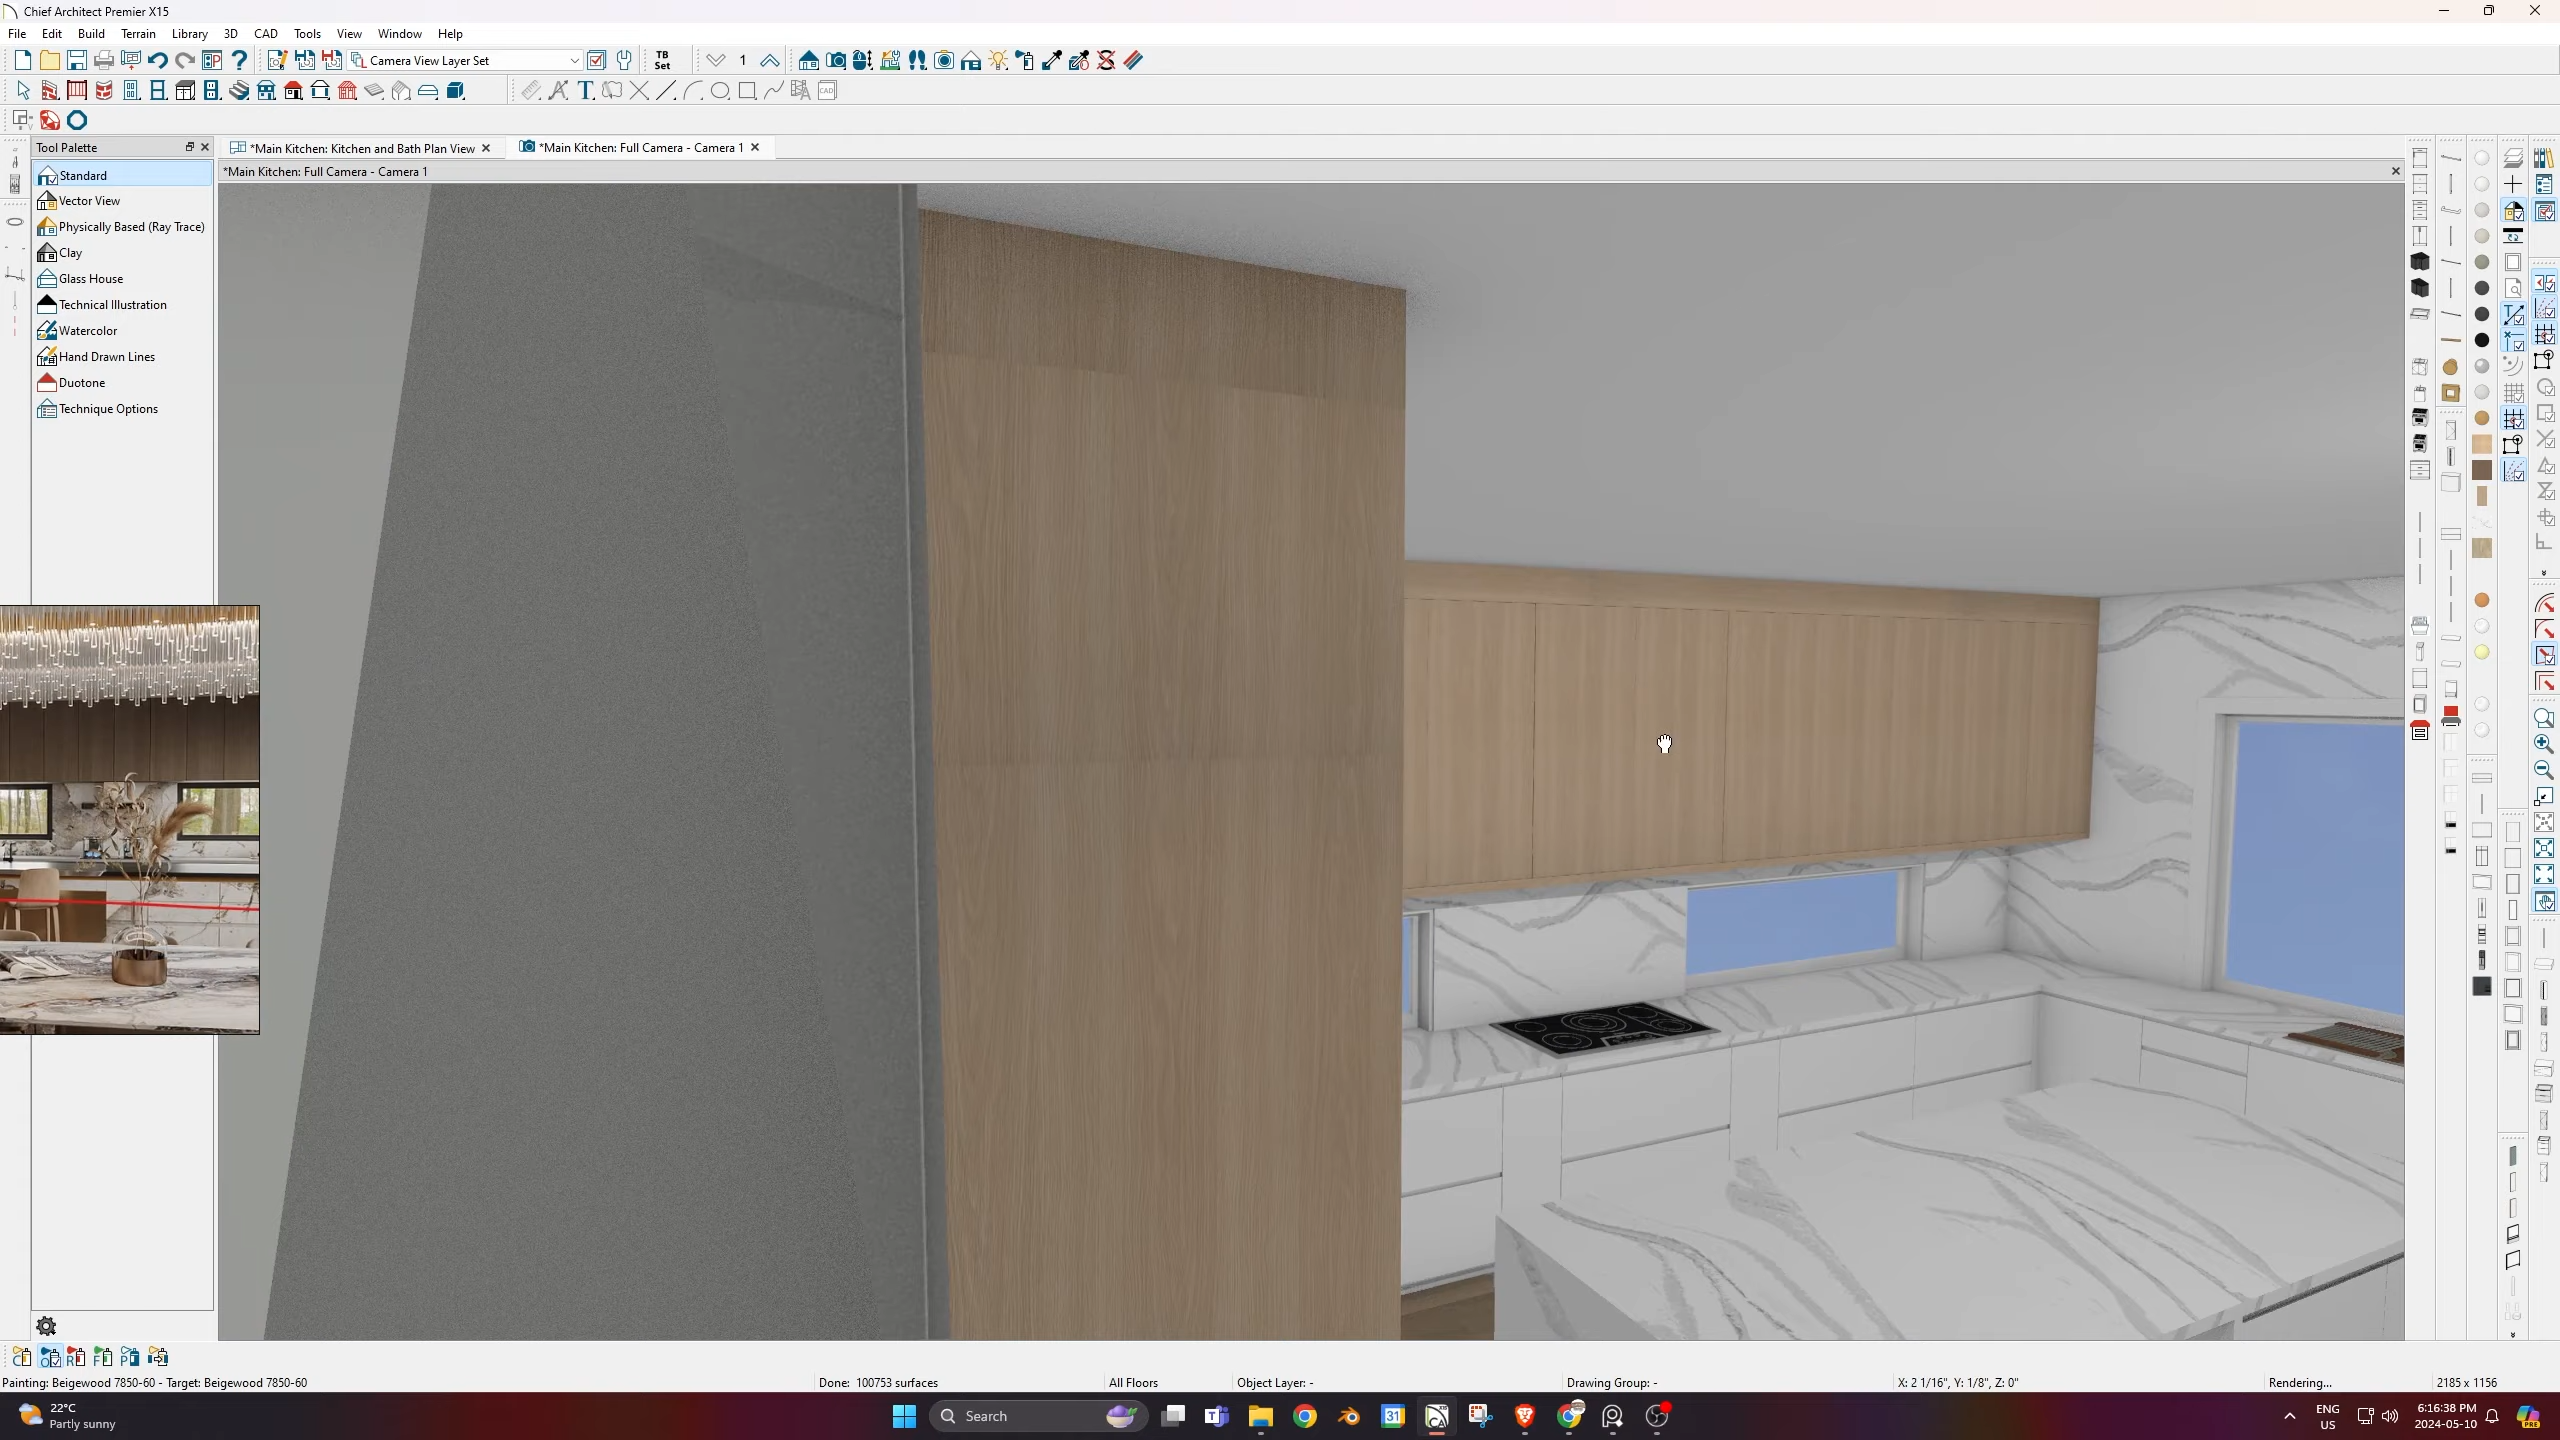 Chief Architect Premier X15
File Edit Build Terrain Library 3D CAD Tools View Window Help
Camera View Layer Set
TB Set
1
Tool Palette
*Main Kitchen: Kitchen and Bath Plan View
*Main Kitchen: Full Camera - Camera 1
*Main Kitchen: Full Camera - Camera 1
Standard
Vector View
Physically Based (Ray Trace)
Clay
Glass House
Technical Illustration
Watercolor
Hand Drawn Lines
Duotone
Technique Options
Painting: Beigewood 7850-60 - Target: Beigewood 7850-60
Done: 100753 surfaces
All Floors
Object Layer: -
Drawing Group: -
X: 2 1/16", Y: 1/8", Z: 0"
Rendering...
2185 x 1156
22°C
Partly sunny
Search
ENG
US
6:16:38 PM
2024-05-10